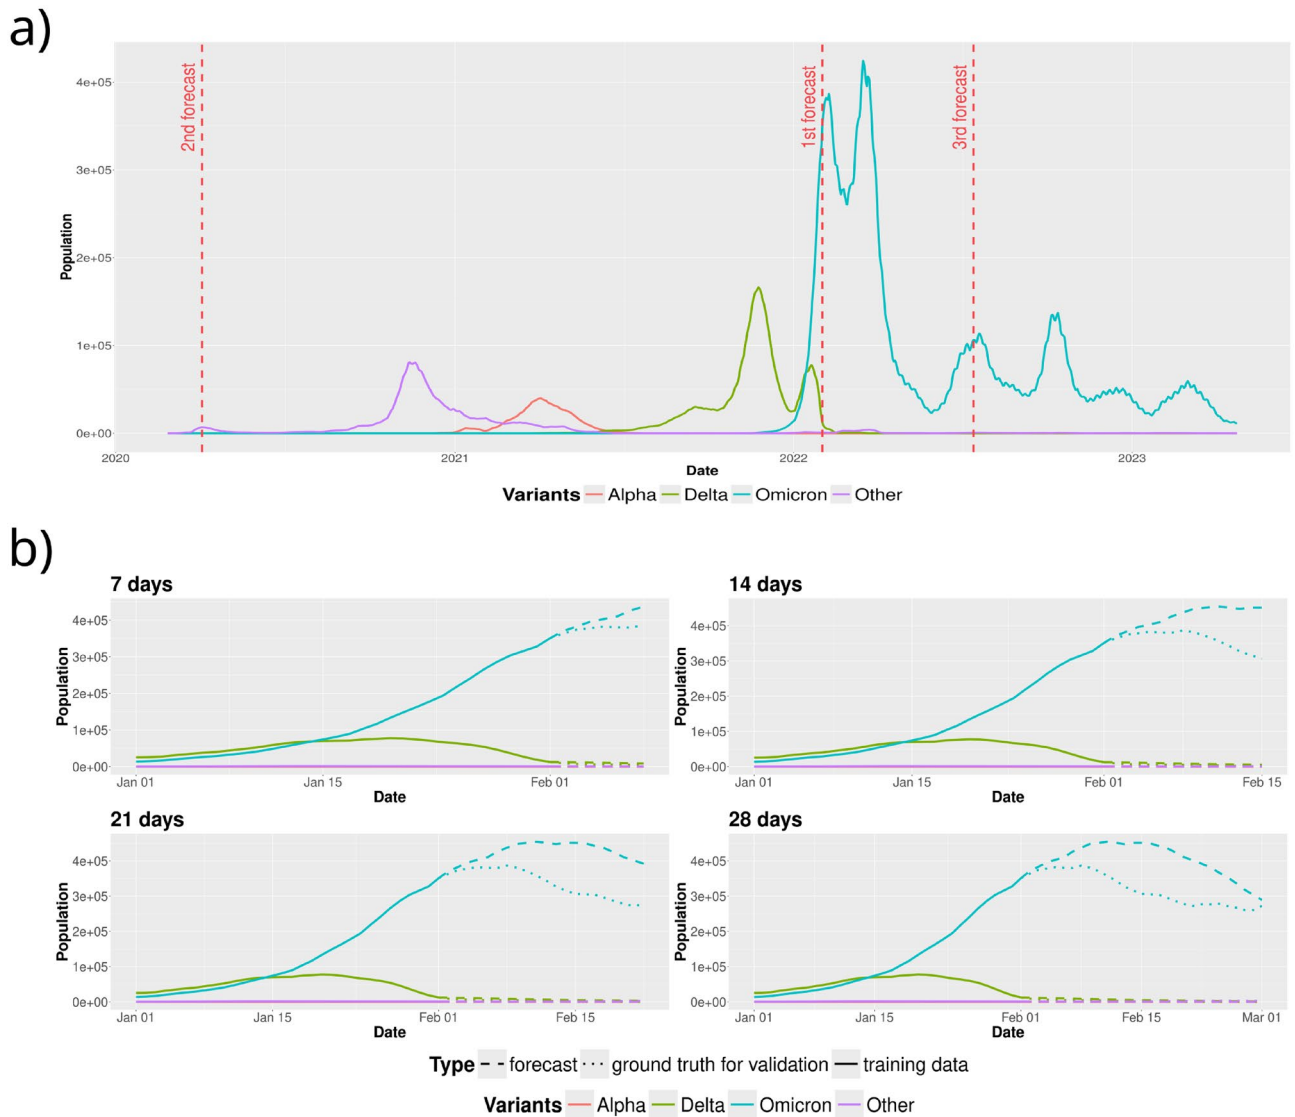 a)
4e+05
3e+05
2e+05
1e+05
0e+00
Population
2nd forecast
1st forecast
3rd forecast
2020 2021 2022 2023
Date
Variants Alpha Delta Omicron Other
b)
7 days
4e+05
3e+05
2e+05
1e+05
0e+00
Population
Jan 01 Jan 15 Feb 01
Date
14 days
4e+05
3e+05
2e+05
1e+05
0e+00
Population
Jan 01 Jan 15 Feb 01 Feb 15
Date
21 days
4e+05
3e+05
2e+05
1e+05
0e+00
Population
Jan 01 Jan 15 Feb 01 Feb 15
Date
28 days
4e+05
3e+05
2e+05
1e+05
0e+00
Population
Jan 01 Jan 15 Feb 01 Feb 15 Mar 01
Date
Type forecast ground truth for validation training data
Variants Alpha Delta Omicron Other